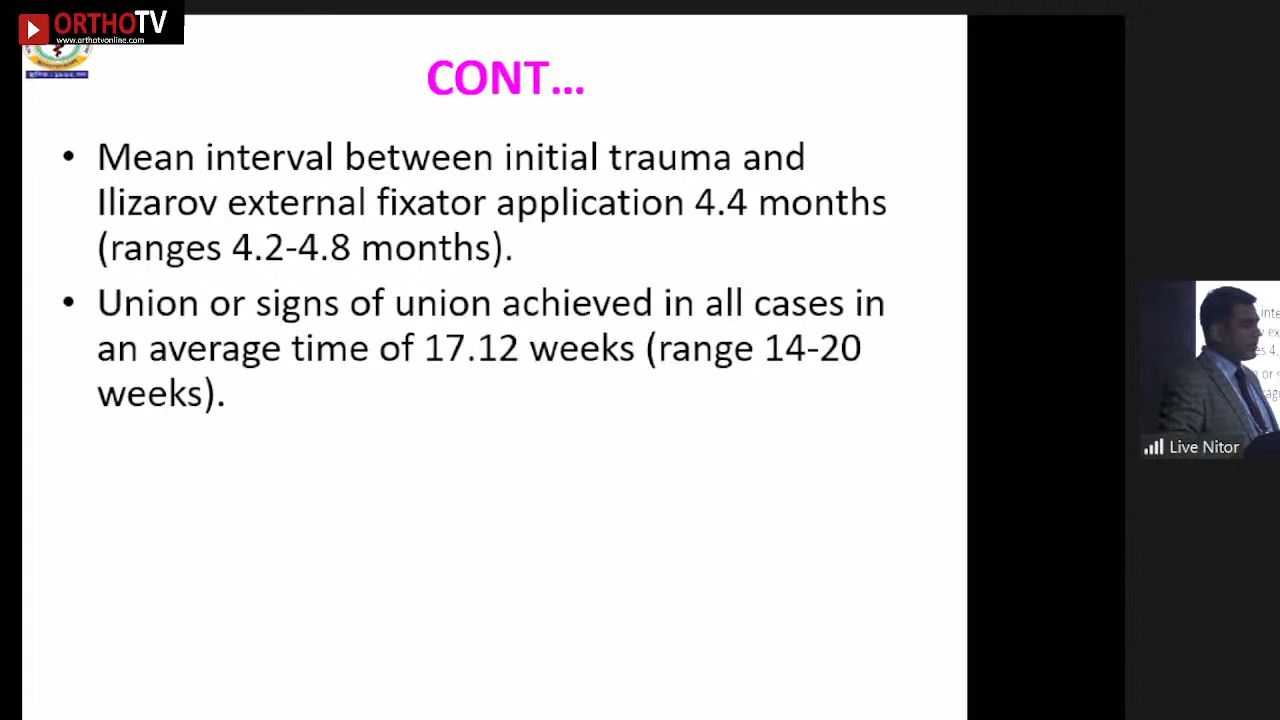 ORTHOTV
www.orthotvonline.com
CONT...
• Mean interval between initial trauma and
Ilizarov external fixator application 4.4 months
(ranges 4.2-4.8 months).
• Union or signs of union achieved in all cases in
an average time of 17.12 weeks (range 14-20
weeks).
Live Nitor